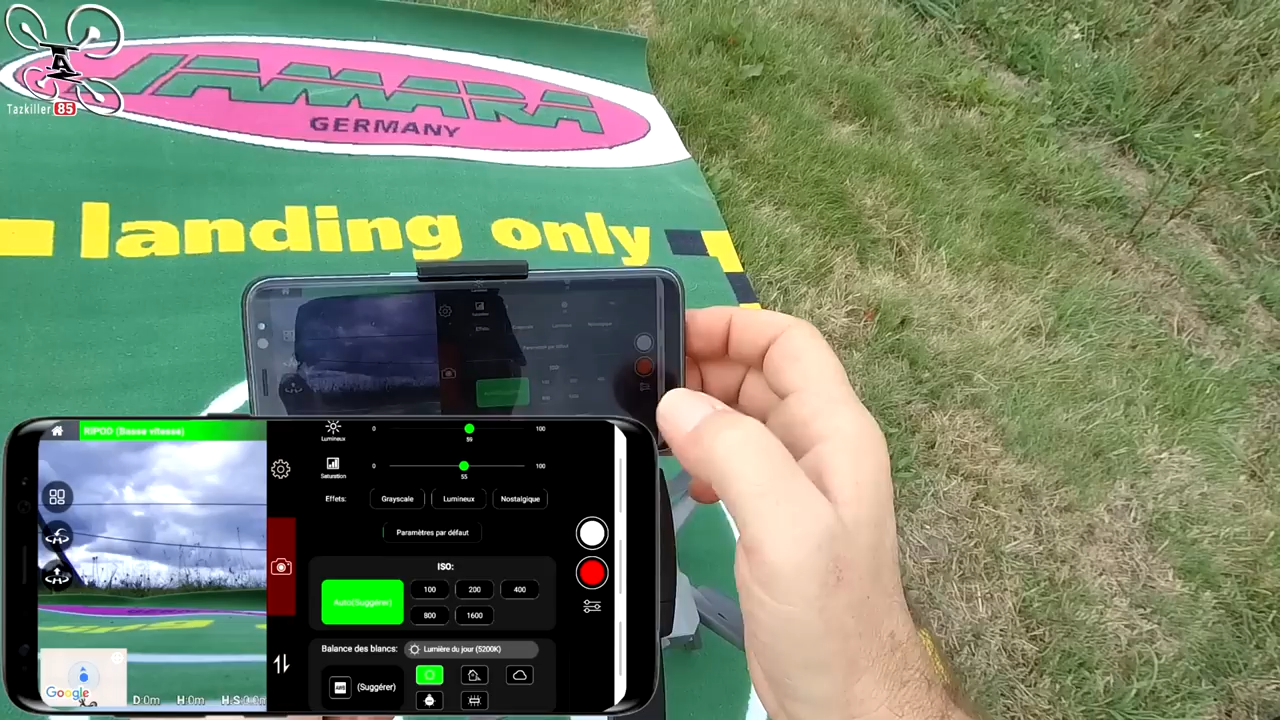 Tazkiller 85
JAMARA
GERMANY
landing only
RIPOD (Basse vitesse)
Lumineux
0
59
100
Saturation
0
55
100
Effets:
Grayscale
Lumineux
Nostalgique
Paramètres par défaut
ISO:
Auto(Suggérer)
100
200
400
800
1600
Balance des blancs:
Lumière du jour (5200K)
(Suggérer)
Google
D:0m
H:0m